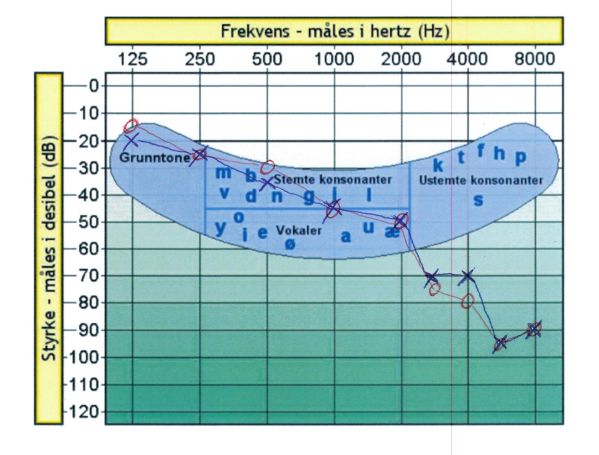 Frekvens - måles i hertz (Hz)
125 250 500 1000 2000 4000 8000
Styrke - måles i desibel (dB)
0
10
20
30
40
50
60
70
80
90
100
110
120
Grunntone
m b Stemte konsonanter
v d n g j l
k t f h p
Ustemte konsonanter
s
y o i e ø a u æ
Vokaler